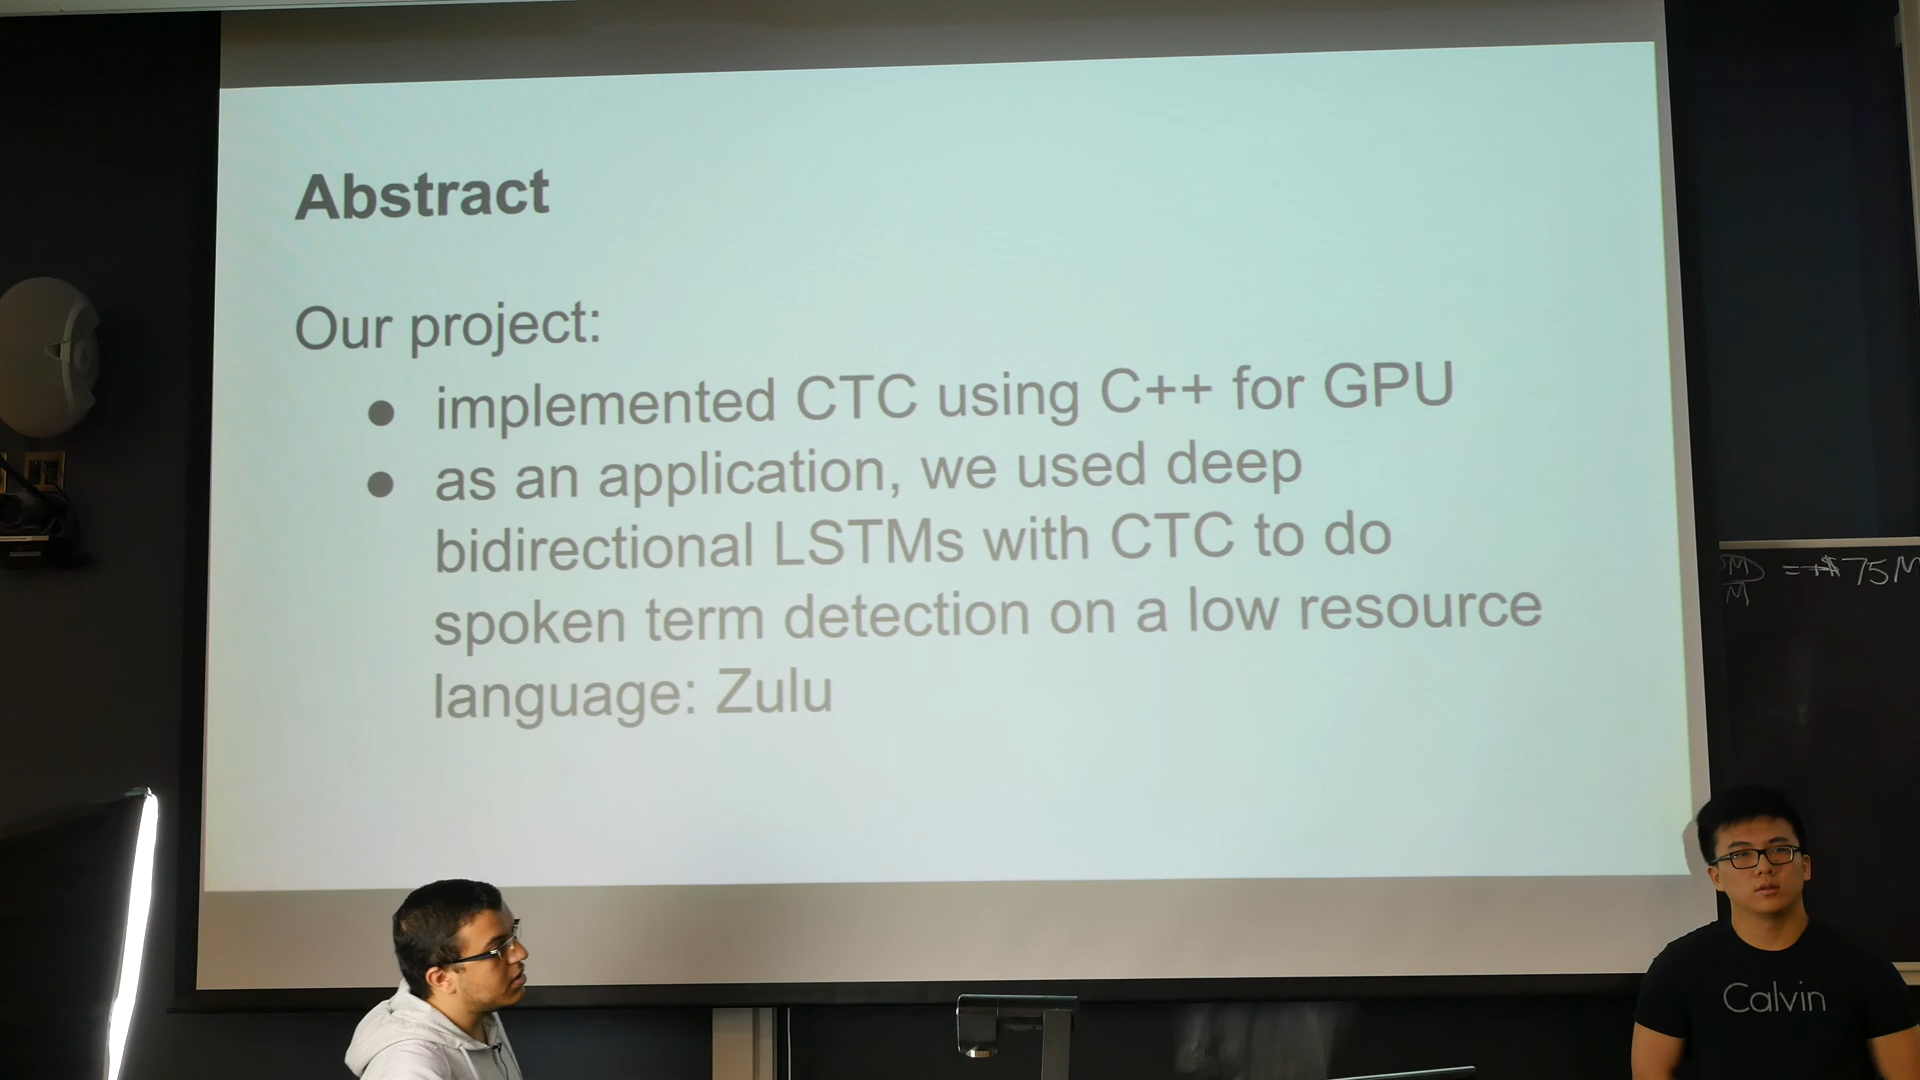 Abstract
Our project:
● implemented CTC using C++ for GPU
● as an application, we used deep
bidirectional LSTMs with CTC to do
spoken term detection on a low resource
language: Zulu
75M
Calvin